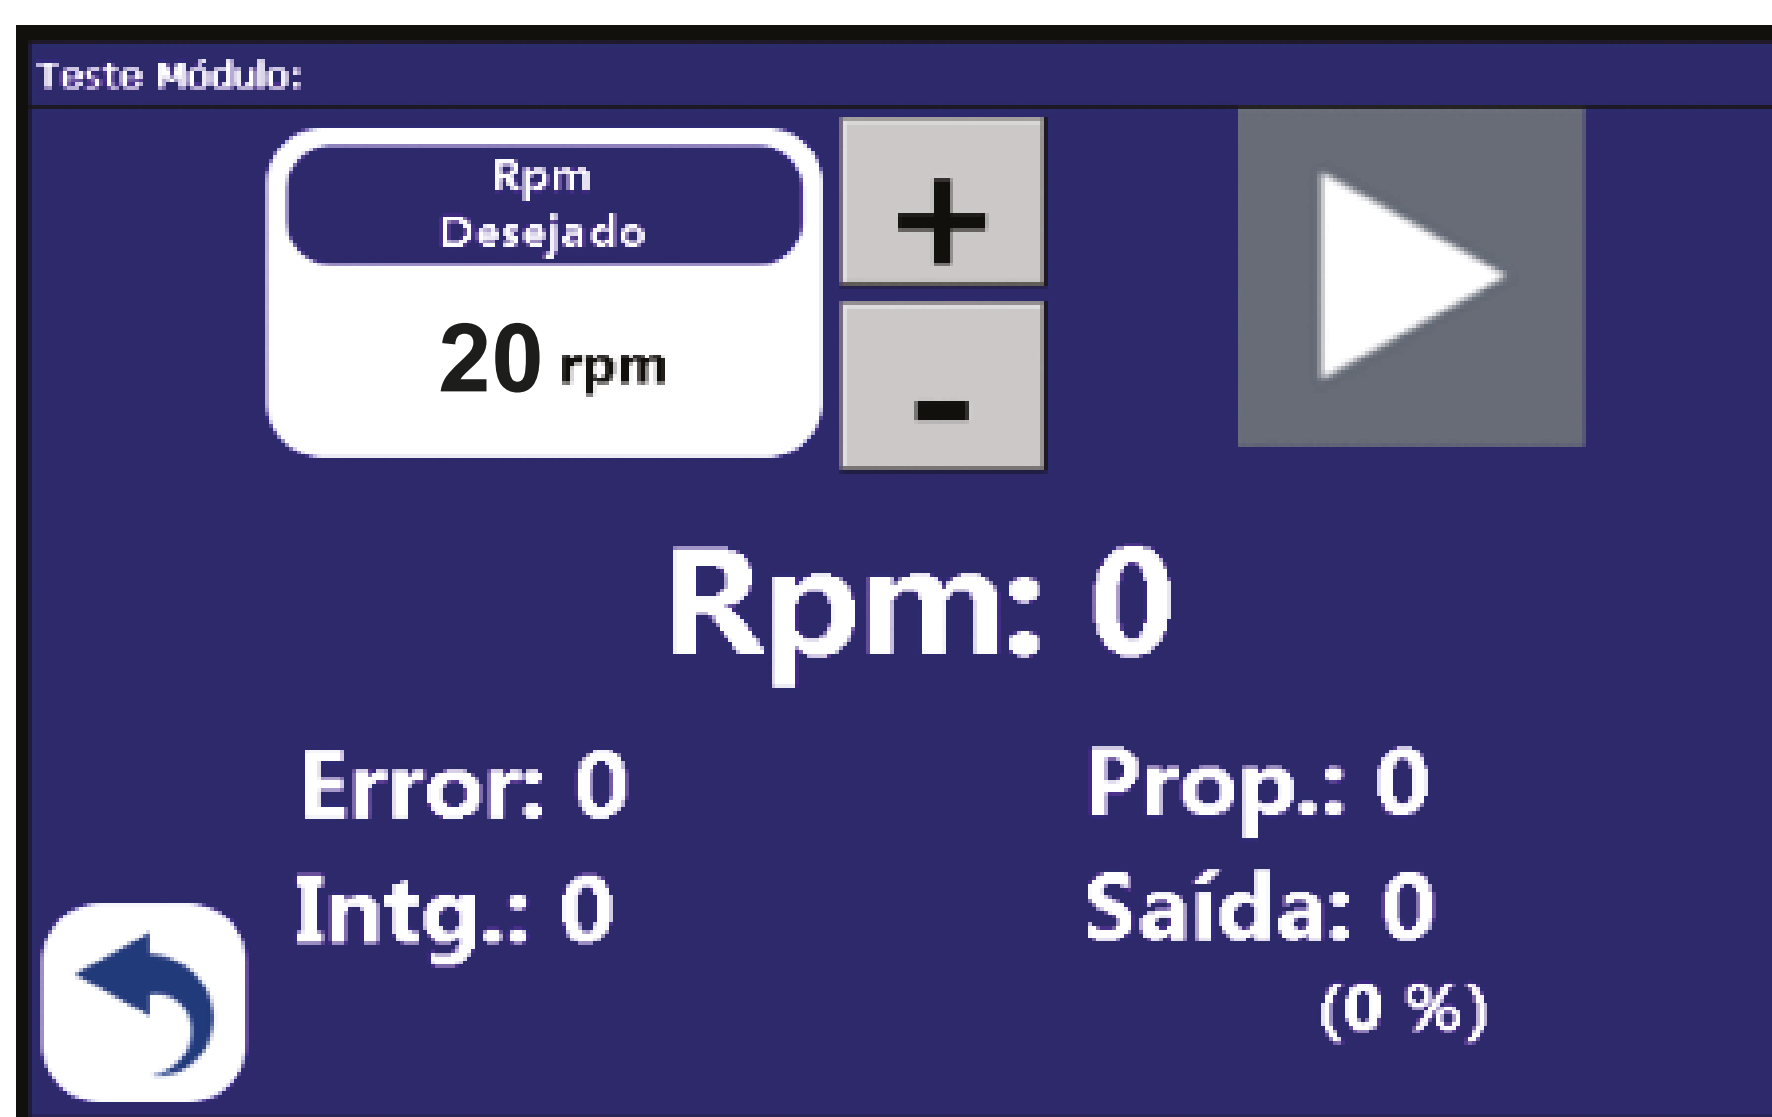 Teste Módulo:
Rpm
Desejado
+
20 rpm
-
Rpm: 0
Error: 0
Prop.: 0
Intg.: 0
Saída: 0
(0 %)